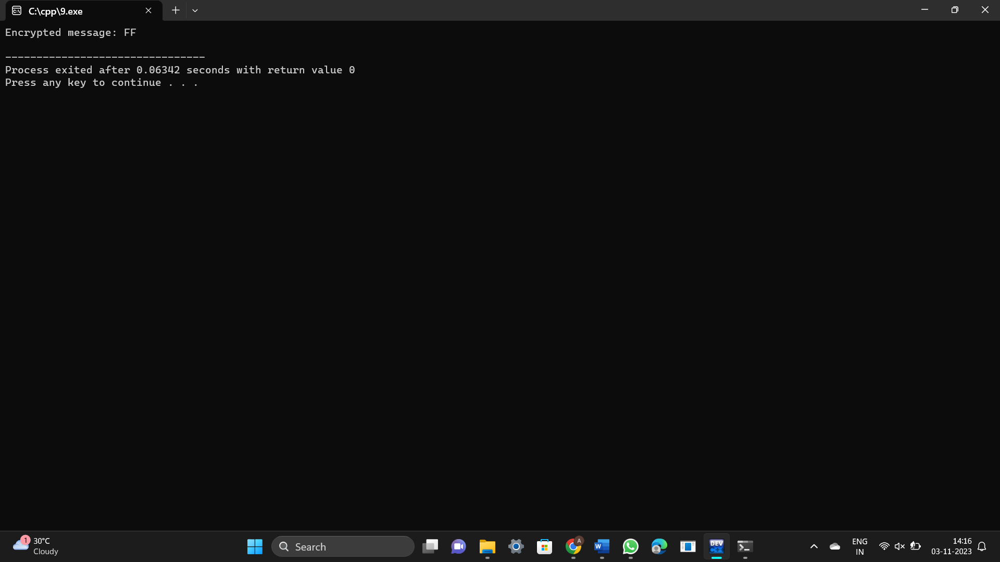 C:\cpp\9.exe
Encrypted message: FF
--------------------------------
Process exited after 0.06342 seconds with return value 0
Press any key to continue . . .
1
30°C
Cloudy
Search
A
W
DEV
C++
ENG
IN
14:16
03-11-2023